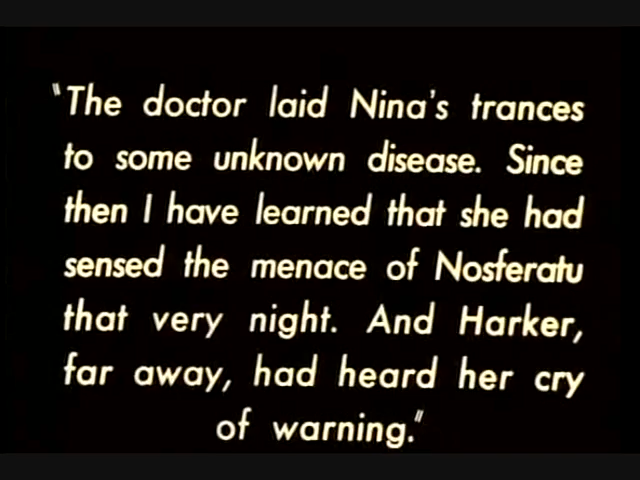 "The doctor laid Nina's trances
to some unknown disease. Since
then I have learned that she had
sensed the menace of Nosferatu
that very night. And Harker,
far away, had heard her cry
of warning."